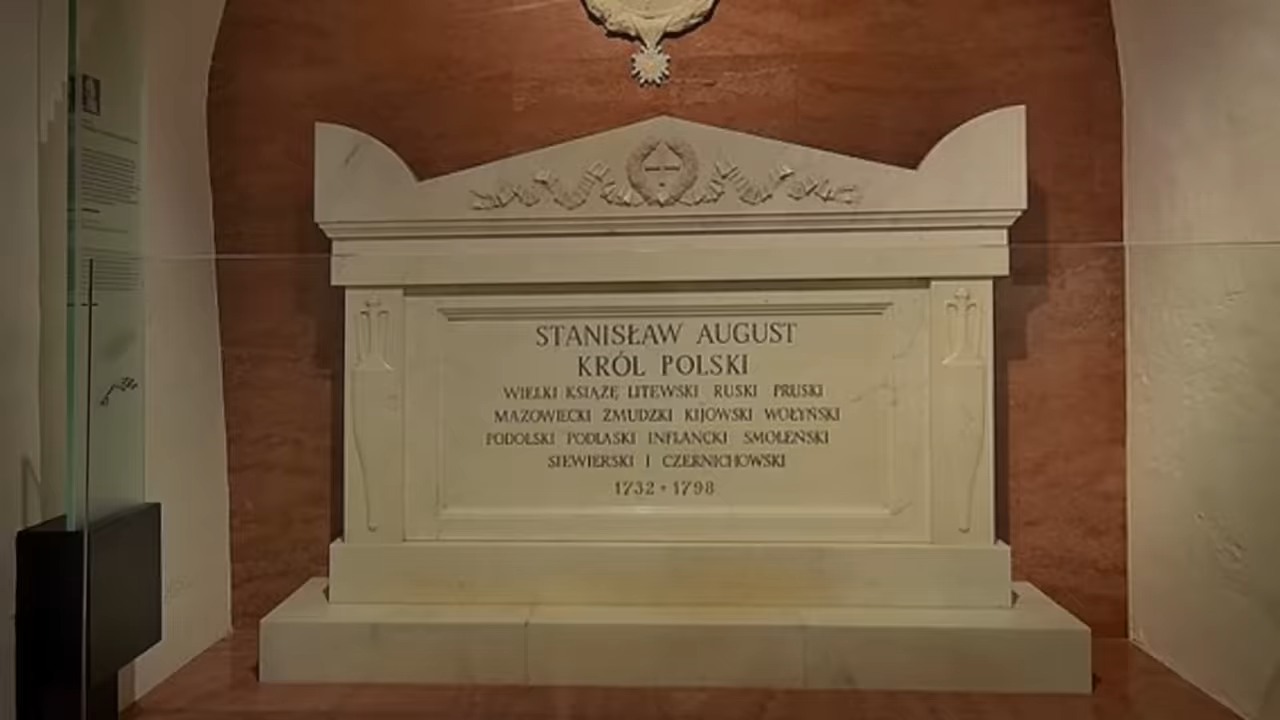 STANISŁAW AUGUST
KRÓL POLSKI
WIELKI KSIĄŻĘ LITEWSKI RUSKI PRUSKI
MAZOWIECKI ŻMUDZKI KIJOWSKI WOŁYŃSKI
PODOLSKI PODLASKI INFLANCKI SMOLEŃSKI
SIEWIERSKI I CZERNICHOWSKI
1732 • 1798